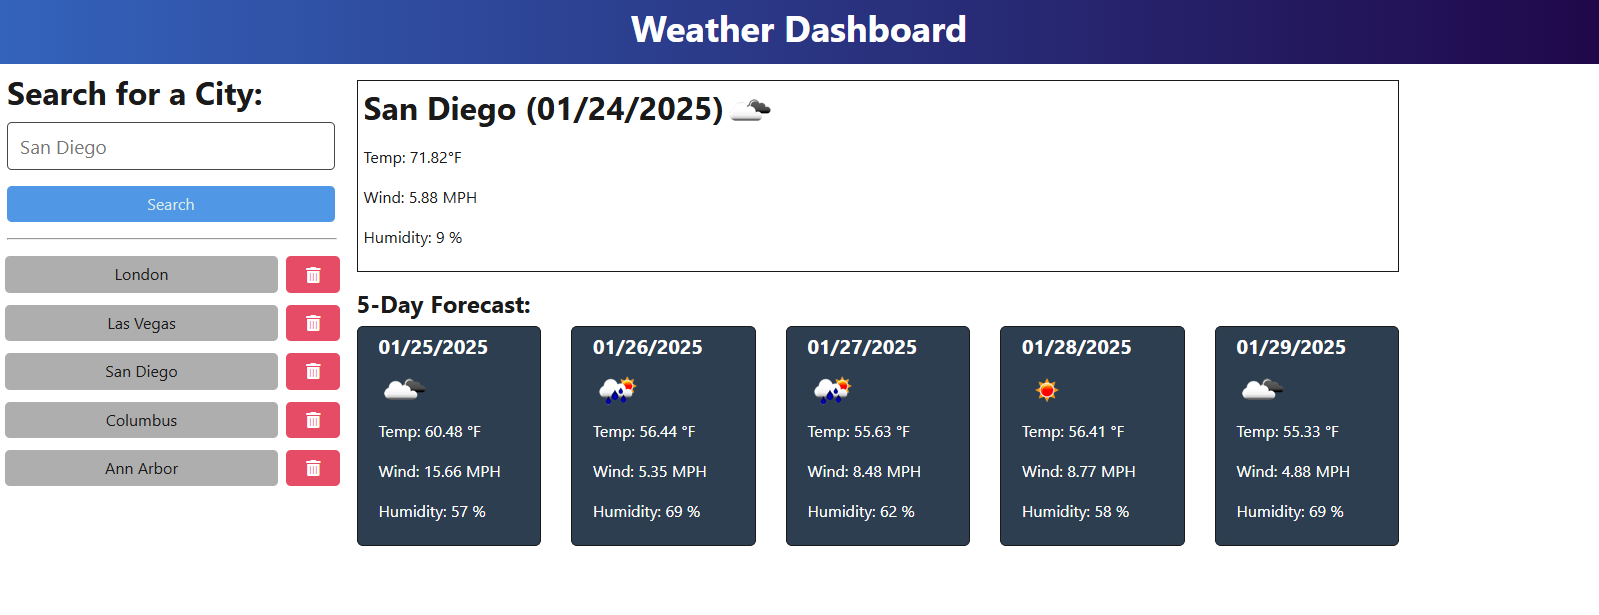 Weather Dashboard
Search for a City:
San Diego
Search
London
Las Vegas
San Diego
Columbus
Ann Arbor
San Diego (01/24/2025)
Temp: 71.82°F
Wind: 5.88 MPH
Humidity: 9 %
5-Day Forecast:
01/25/2025
Temp: 60.48 °F
Wind: 15.66 MPH
Humidity: 57 %
01/26/2025
Temp: 56.44 °F
Wind: 5.35 MPH
Humidity: 69 %
01/27/2025
Temp: 55.63 °F
Wind: 8.48 MPH
Humidity: 62 %
01/28/2025
Temp: 56.41 °F
Wind: 8.77 MPH
Humidity: 58 %
01/29/2025
Temp: 55.33 °F
Wind: 4.88 MPH
Humidity: 69 %